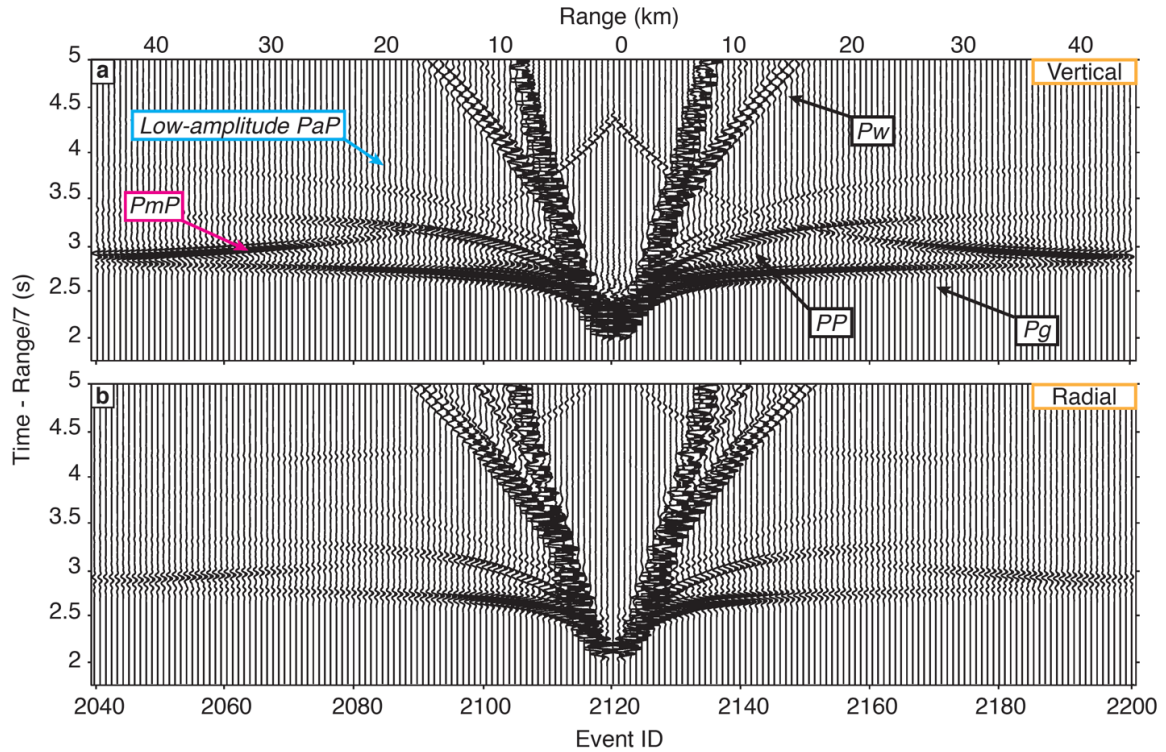 Range (km)
40 30 20 10 0 10 20 30 40
5
a
Vertical
4.5
Low-amplitude PaP
Pw
4
3.5
PmP
3
2.5
PP
Pg
2
Time - Range/7 (s)
5
b
Radial
4.5
4
3.5
3
2.5
2
2040 2060 2080 2100 2120 2140 2160 2180 2200
Event ID